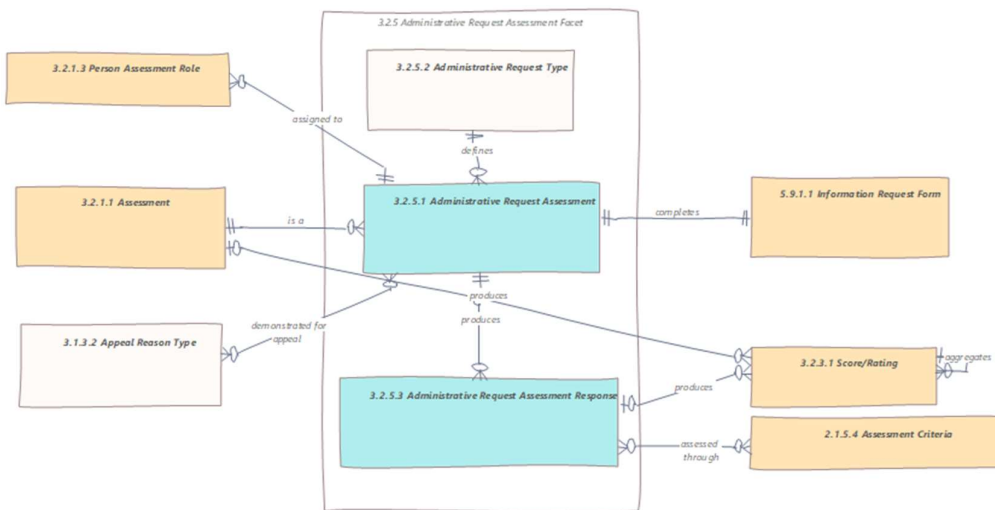 3.2.5 Administrative Request Assessment Facet
3.2.1.3 Person Assessment Role
3.2.5.2 Administrative Request Type
assigned to
defines
3.2.1.1 Assessment
3.2.5.1 Administrative Request Assessment
5.9.1.1 Information Request Form
is a
completes
produces
produces
3.1.3.2 Appeal Reason Type
demonstrated for
appeal
3.2.3.1 Score/Rating
aggregates
produces
3.2.5.3 Administrative Request Assessment Response
2.1.5.4 Assessment Criteria
assessed
through